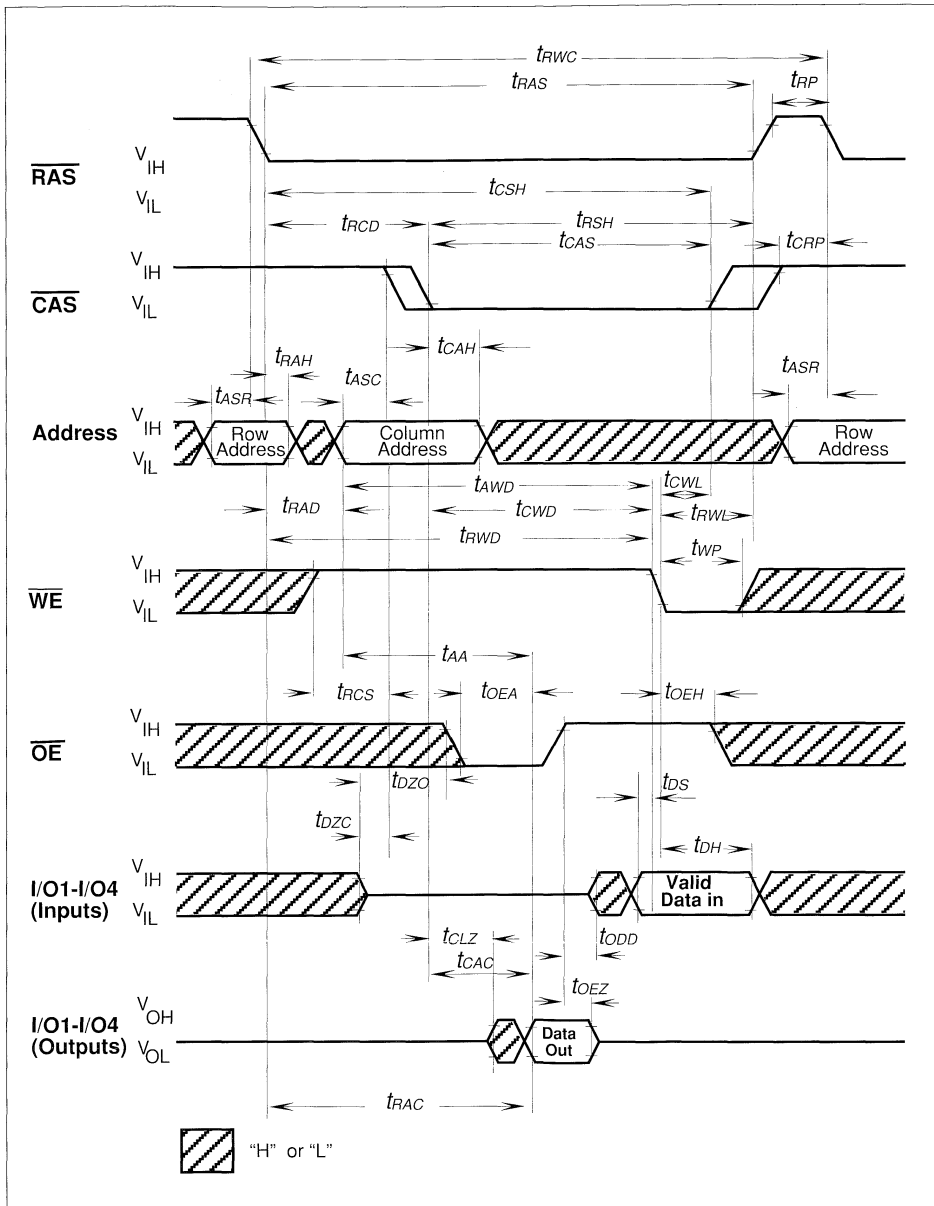 tRWC
tRAS
tRP
RAS
VIH
VIL
tCSH
tRCD
tRSH
tCAS
tCRP
CAS
VIH
VIL
tRAH
tCAH
tASR
tASC
tASR
Address
VIH
VIL
Row
Address
Column
Address
Row
Address
tAWD
tCWL
tRAD
tCWD
tRWL
tRWD
tWP
WE
VIH
VIL
tAA
tRCS
tOEA
tOEH
OE
VIH
VIL
tDZO
tDS
tDZC
tDH
I/O1-I/O4
(Inputs)
VIH
VIL
Valid
Data in
tCLZ
tODD
tCAC
tOEZ
I/O1-I/O4
(Outputs)
VOH
VOL
Data
Out
tRAC
“H” or “L”